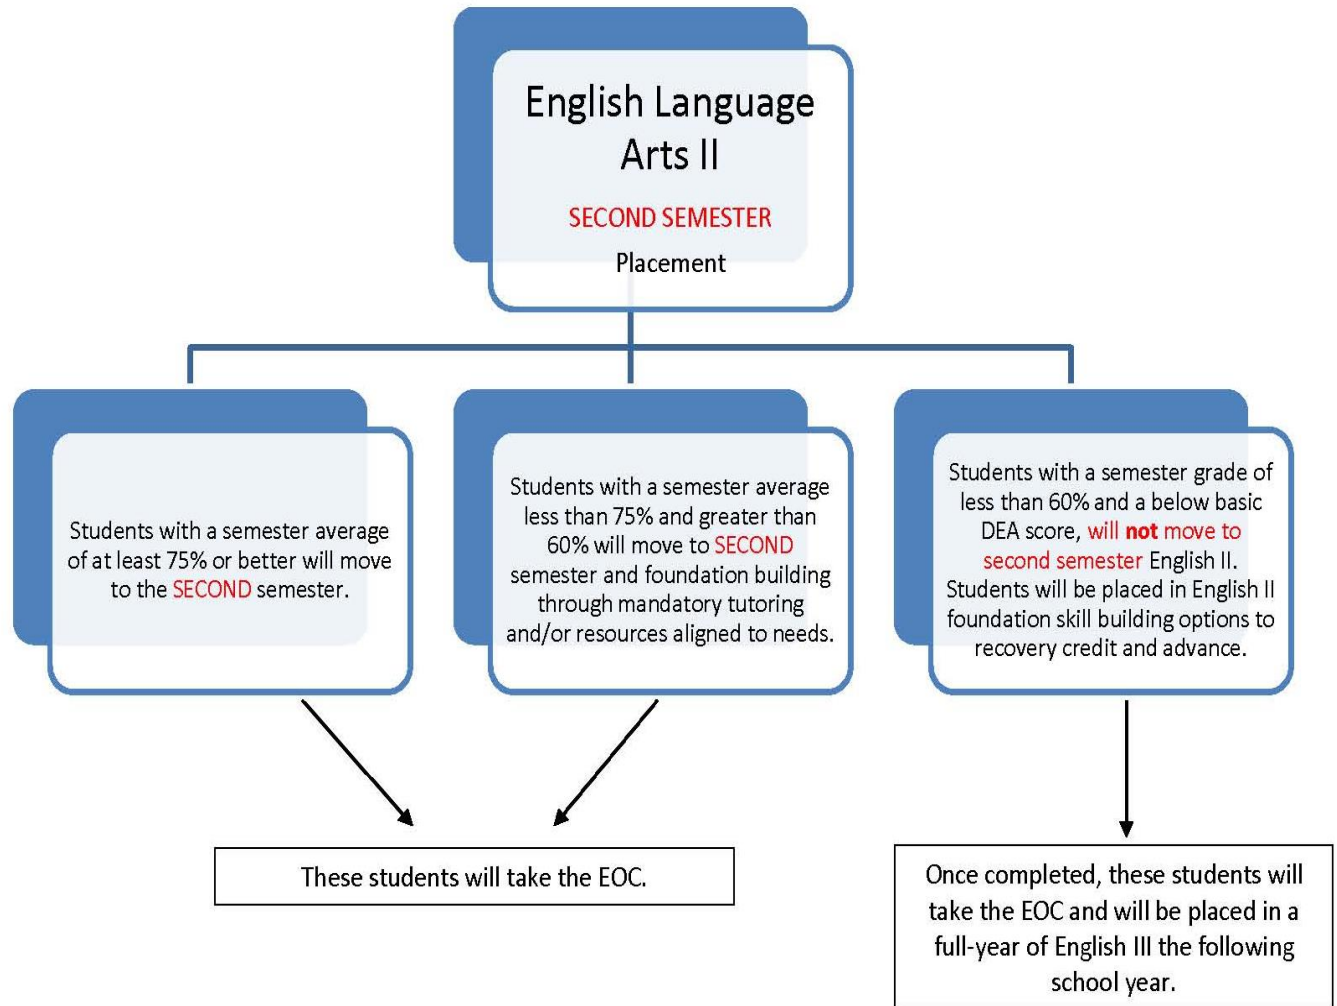 English Language
Arts II
SECOND SEMESTER
Placement
Students with a semester average
of at least 75% or better will move
to the SECOND semester.
Students with a semester average
less than 75% and greater than
60% will move to SECOND
semester and foundation building
through mandatory tutoring
and/or resources aligned to needs.
Students with a semester grade of
less than 60% and a below basic
DEA score, will not move to
second semester English II.
Students will be placed in English II
foundation skill building options to
recovery credit and advance.
These students will take the EOC.
Once completed, these students will
take the EOC and will be placed in a
full-year of English III the following
school year.